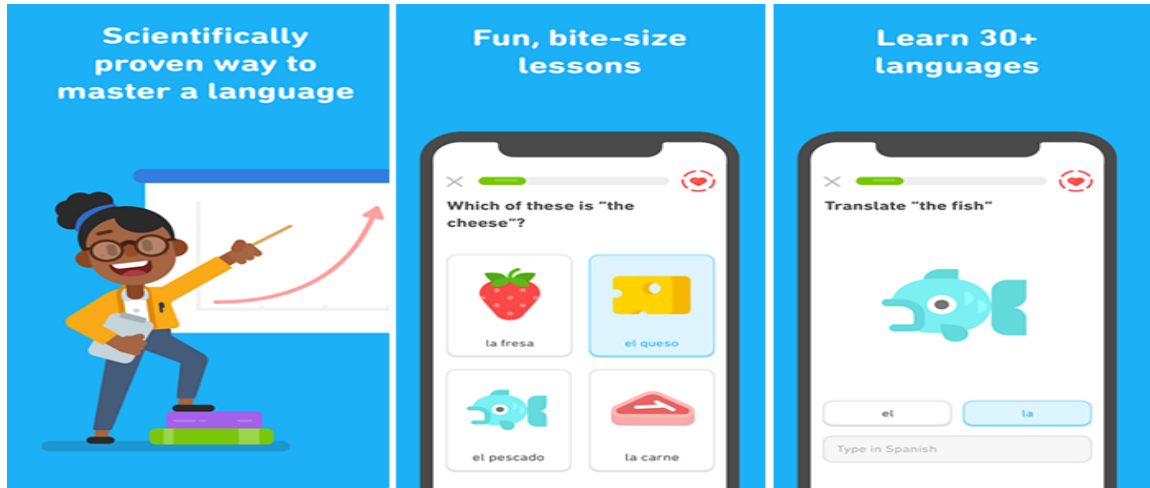 Scientifically
proven way to
master a language
Fun, bite-size
lessons
Which of these is "the
cheese"?
la fresa
el queso
el pescado
la carne
Learn 30+
languages
Translate "the fish"
el
la
Type in Spanish